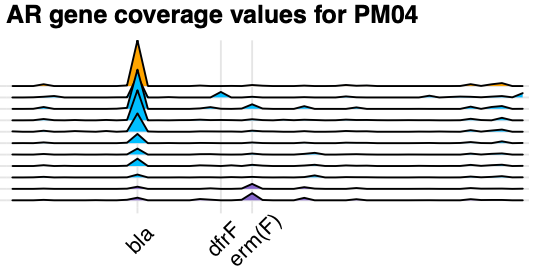 AR gene coverage values for PM04
bla
dfrF
erm(F)